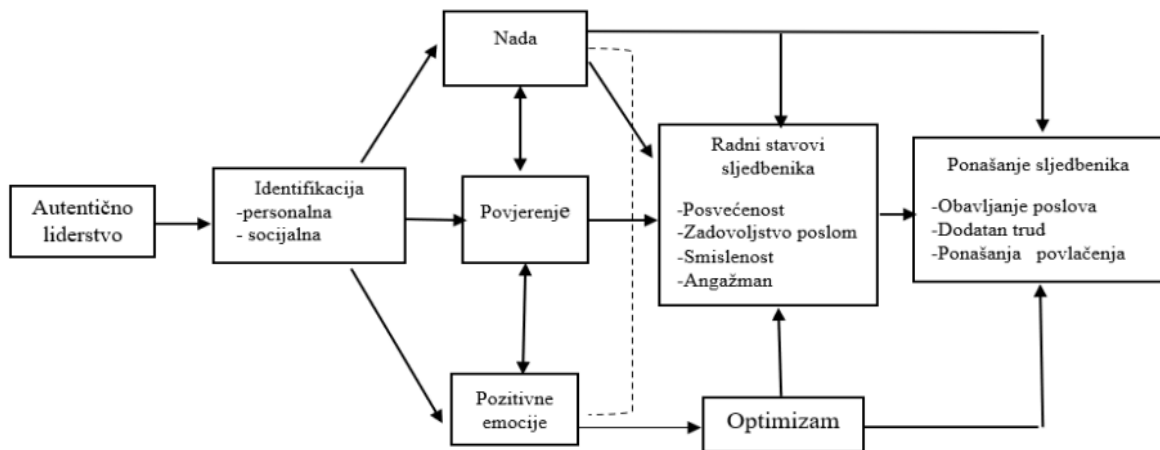 Autentično
liderstvo
Identifikacija
-personalna
- socijalna
Nada
Povjerenje
Pozitivne
emocije
Radni stavovi
sljedbenika
-Posvećenost
-Zadovoljstvo poslom
-Smislenost
-Angažman
Optimizam
Ponašanje sljedbenika
-Obavljanje poslova
-Dodatan trud
-Ponašanja povlačenja